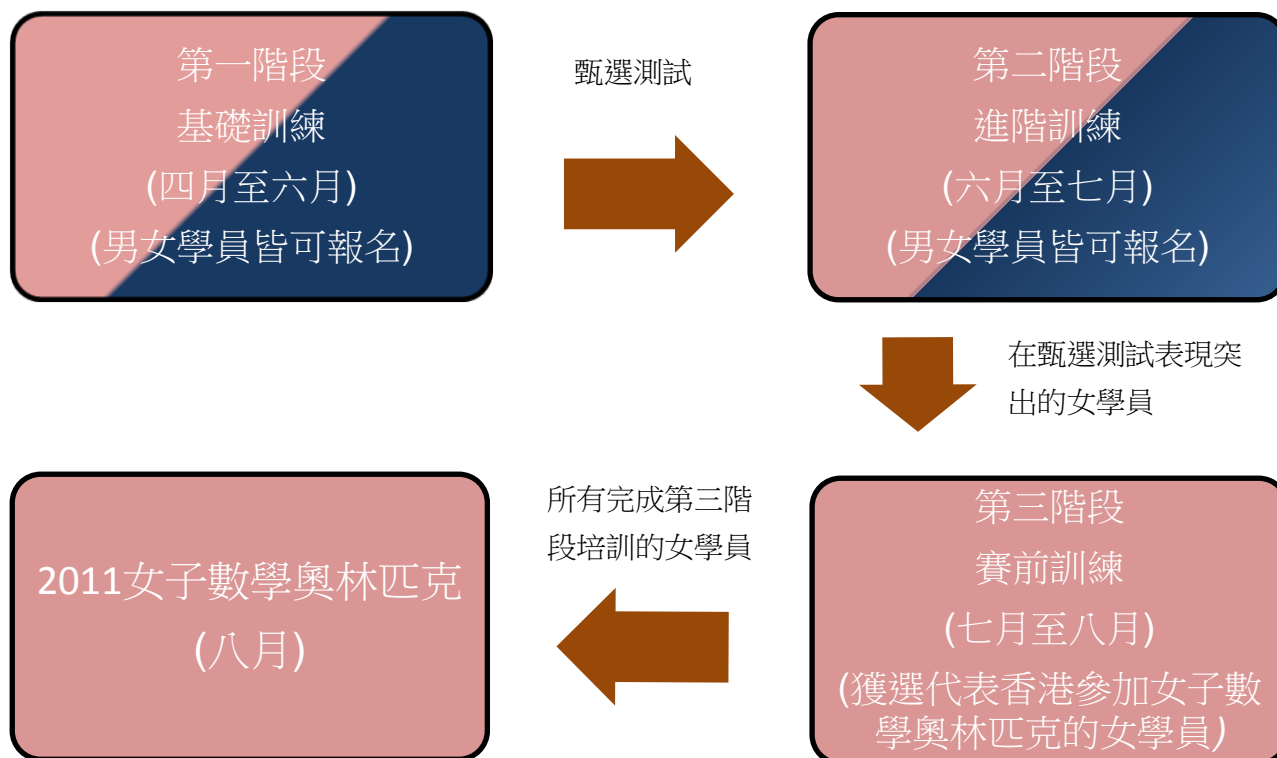 第一階段
基礎訓練
(四月至六月)
(男女學員皆可報名)
甄選測試
第二階段
進階訓練
(六月至七月)
(男女學員皆可報名)
在甄選測試表現突
出的女學員
第三階段
賽前訓練
(七月至八月)
(獲選代表香港參加女子數
學奧林匹克的女學員)
所有完成第三階
段培訓的女學員
2011女子數學奧林匹克
(八月)